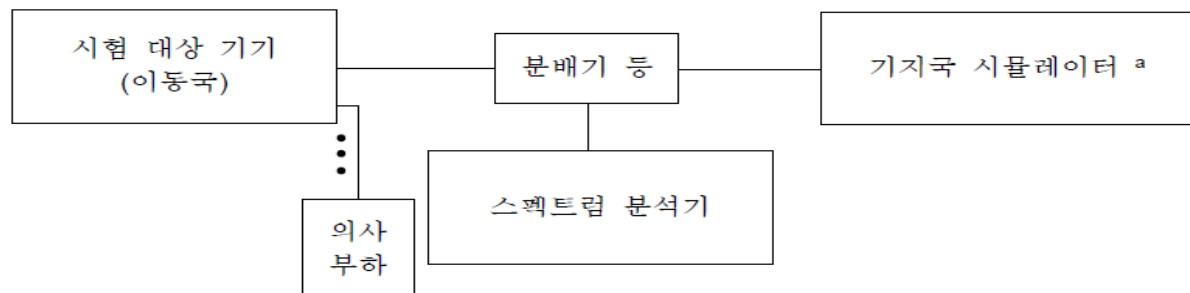 시험 대상 기기
(이동국)
분배기 등
기지국 시뮬레이터 a
스펙트럼 분석기
의사
부하